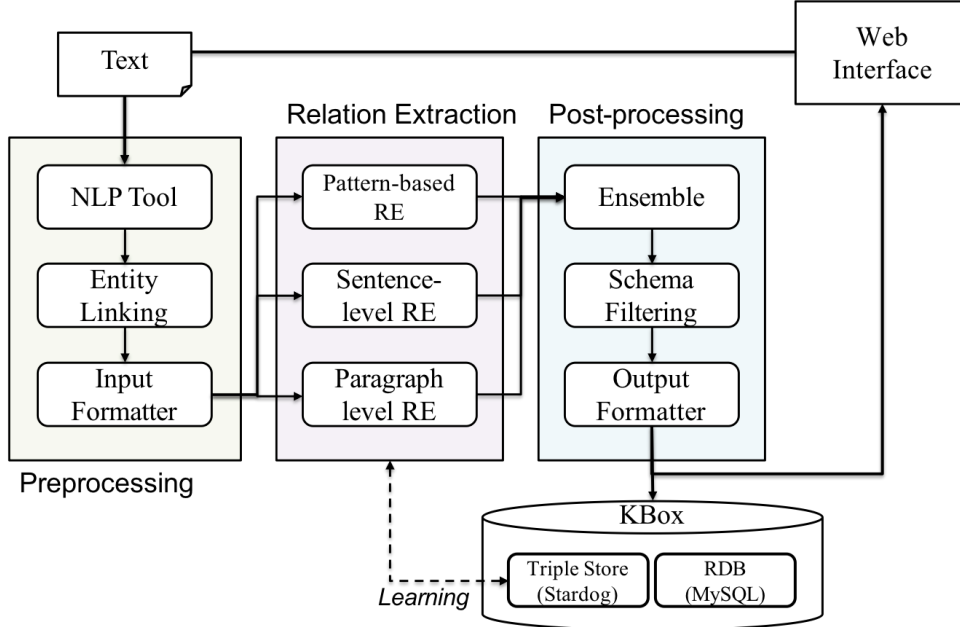 Text
Web
Interface
Relation Extraction
Post-processing
NLP Tool
Entity
Linking
Input
Formatter
Preprocessing
Pattern-based
RE
Sentence-
level RE
Paragraph
level RE
Ensemble
Schema
Filtering
Output
Formatter
KBox
Triple Store
(Stardog)
RDB
(MySQL)
Learning